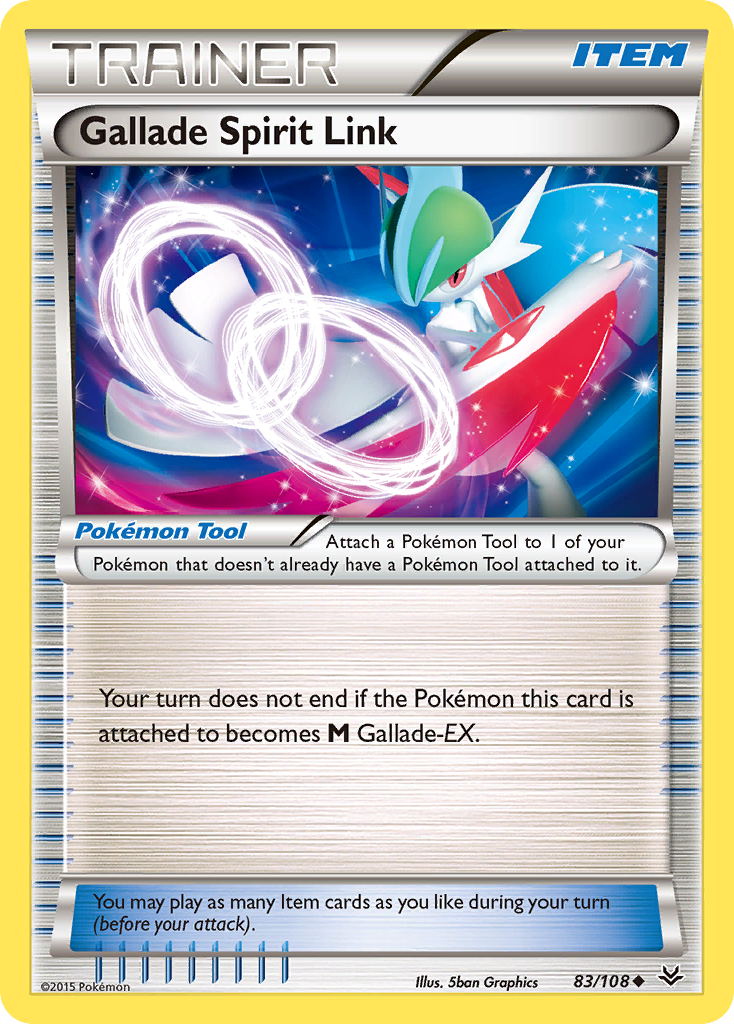 TRAINER
ITEM
Gallade Spirit Link
Pokémon Tool
Attach a Pokémon Tool to 1 of your
Pokémon that doesn't already have a Pokémon Tool attached to it.
Your turn does not end if the Pokémon this card is
attached to becomes M Gallade-EX.
You may play as many Item cards as you like during your turn
(before your attack).
©2015 Pokémon
Illus. 5ban Graphics
83/108